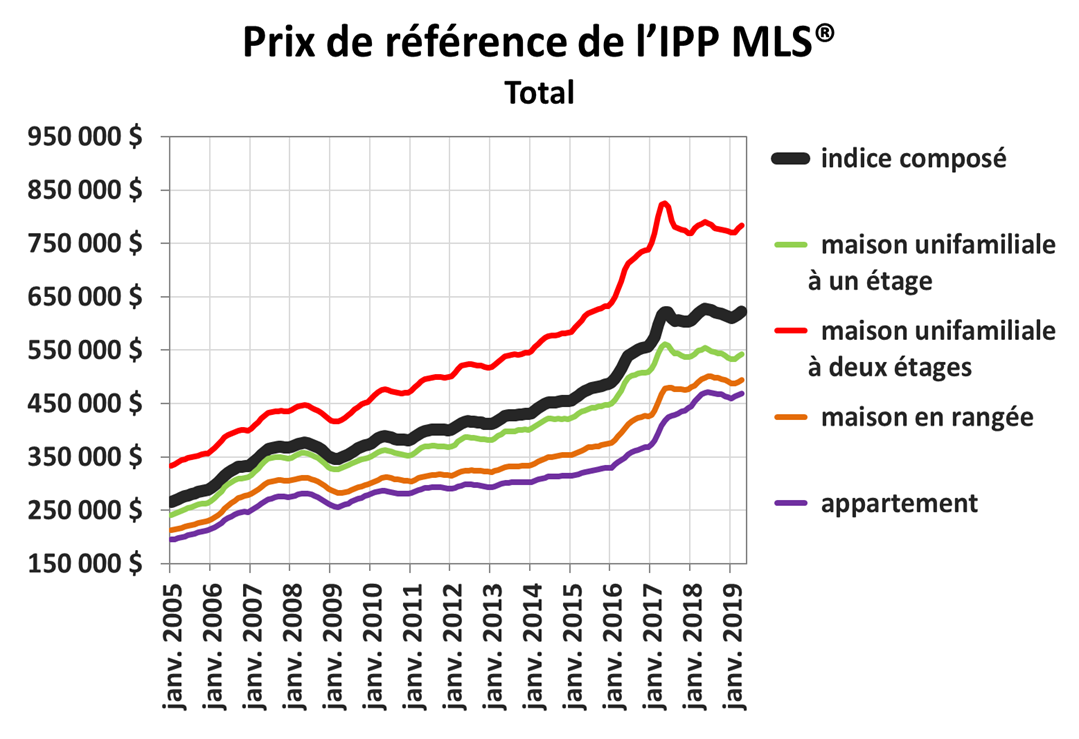 Prix de référence de l’IPP MLS®
Total
950 000 $
850 000 $
750 000 $
650 000 $
550 000 $
450 000 $
350 000 $
250 000 $
150 000 $
janv. 2005
janv. 2006
janv. 2007
janv. 2008
janv. 2009
janv. 2010
janv. 2011
janv. 2012
janv. 2013
janv. 2014
janv. 2015
janv. 2016
janv. 2017
janv. 2018
janv. 2019
indice composé
maison unifamiliale
à un étage
maison unifamiliale
à deux étages
maison en rangée
appartement